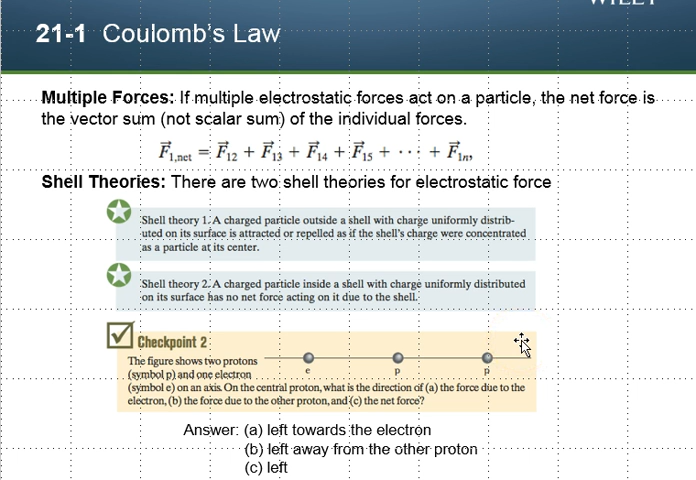 WILEY
21-1 Coulomb's Law
Multiple Forces: If multiple electrostatic forces act on a particle, the net force is
the vector sum (not scalar sum) of the individual forces.
F⃗1,net = F⃗12 + F⃗13 + F⃗14 + F⃗15 + ··· + F⃗1n,
Shell Theories: There are two shell theories for electrostatic force
Shell theory 1. A charged particle outside a shell with charge uniformly distrib-
uted on its surface is attracted or repelled as if the shell's charge were concentrated
as a particle at its center.
Shell theory 2. A charged particle inside a shell with charge uniformly distributed
on its surface has no net force acting on it due to the shell.
Checkpoint 2
The figure shows two protons
e p p
(symbol p) and one electron
(symbol e) on an axis. On the central proton, what is the direction of (a) the force due to the
electron, (b) the force due to the other proton, and (c) the net force?
Answer: (a) left towards the electron
(b) left away from the other proton
(c) left